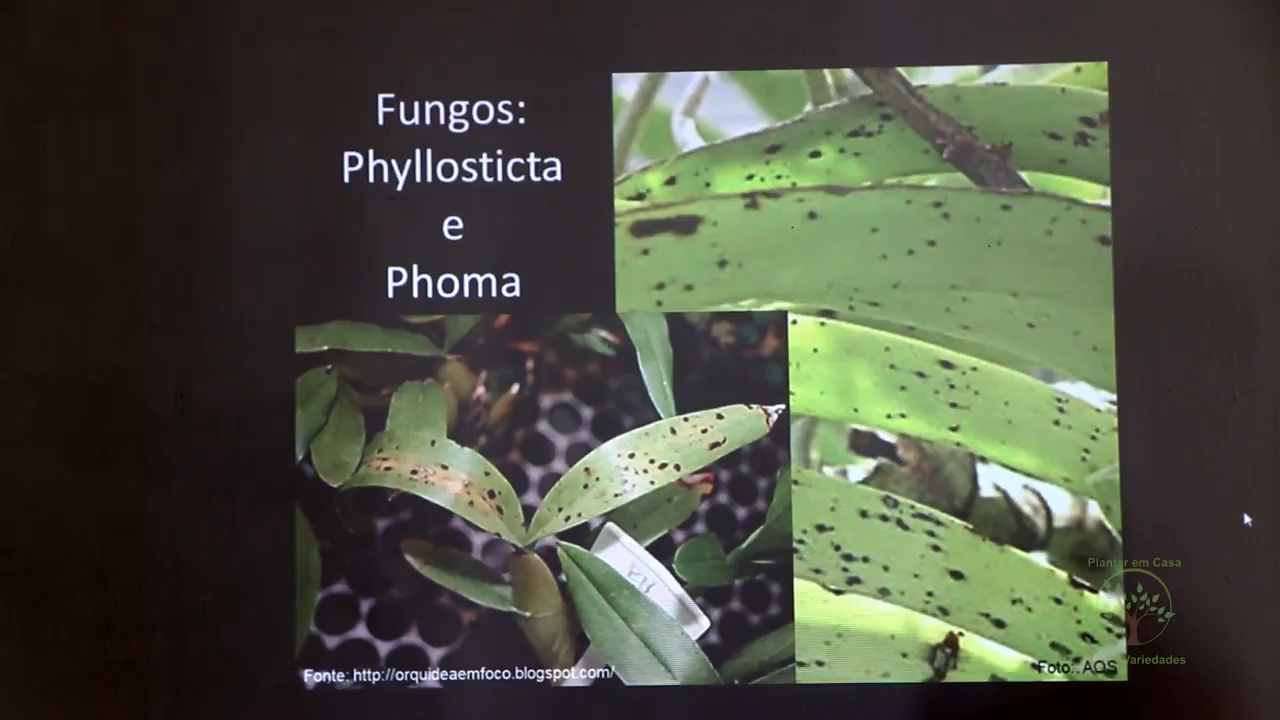 Fungos:
Phyllosticta
e
Phoma
Fonte: http://orquideaemfoco.blogspot.com/
Foto:. AOS
Plantar em Casa
Variedades